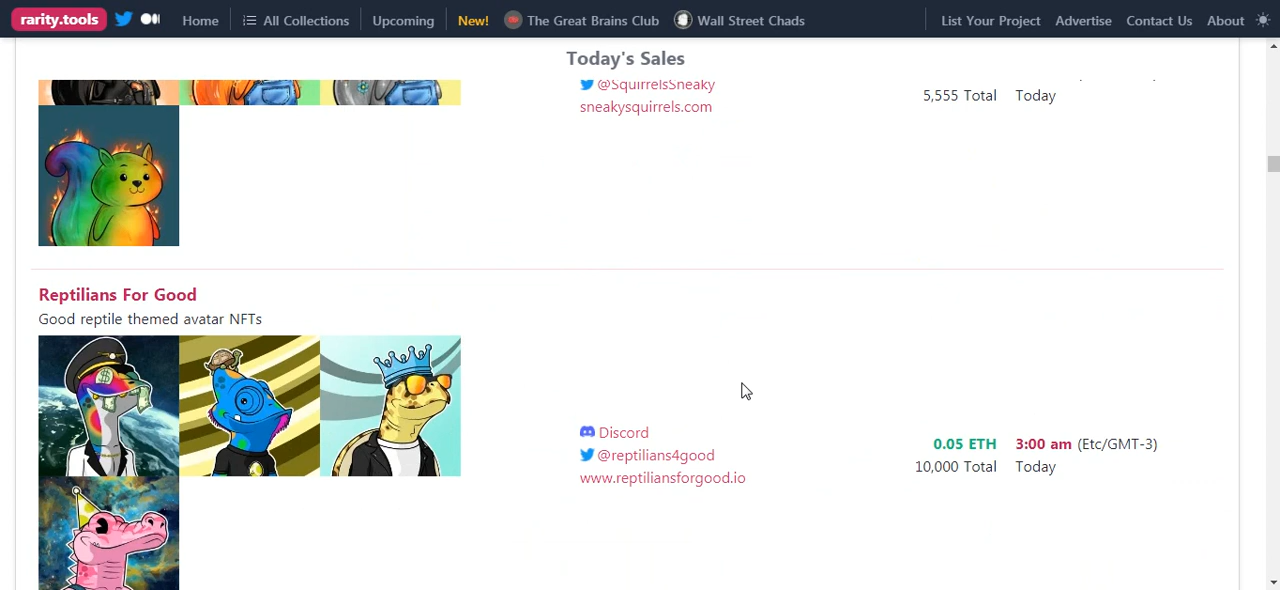 rarity.tools Home All Collections Upcoming New! The Great Brains Club Wall Street Chads List Your Project Advertise Contact Us About
Today's Sales
@SquirrelsSneaky
sneakysquirrels.com
5,555 Total Today
Reptilians For Good
Good reptile themed avatar NFTs
Discord
@reptilians4good
www.reptiliansforgood.io
0.05 ETH 3:00 am (Etc/GMT-3)
10,000 Total Today